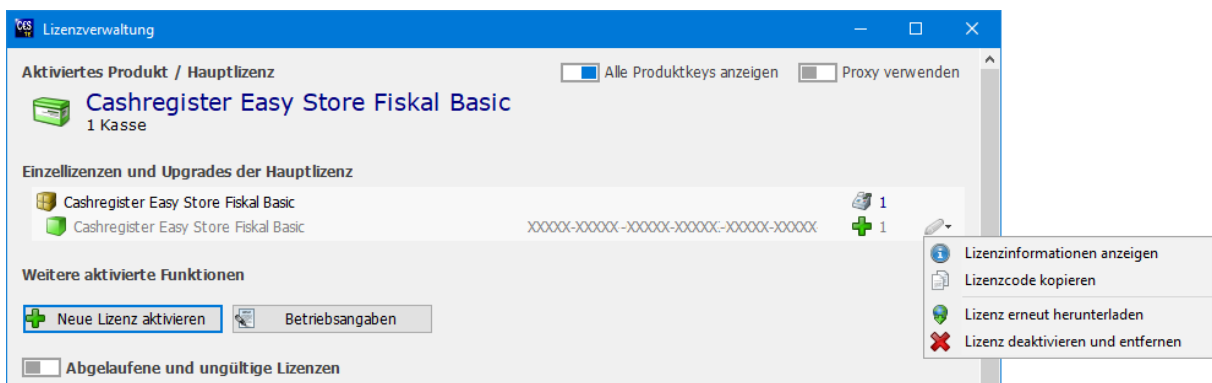 CES
Lizenzverwaltung
Aktiviertes Produkt / Hauptlizenz
Alle Produktkeys anzeigen
Proxy verwenden
Cashregister Easy Store Fiskal Basic
1 Kasse
Einzellizenzen und Upgrades der Hauptlizenz
Cashregister Easy Store Fiskal Basic 1
Cashregister Easy Store Fiskal Basic XXXXX-XXXXX-XXXXX-XXXXX-XXXXX-XXXXX 1
Lizenzinformationen anzeigen
Lizenzcode kopieren
Lizenz erneut herunterladen
Lizenz deaktivieren und entfernen
Weitere aktivierte Funktionen
Neue Lizenz aktivieren
Betriebsangaben
Abgelaufene und ungültige Lizenzen